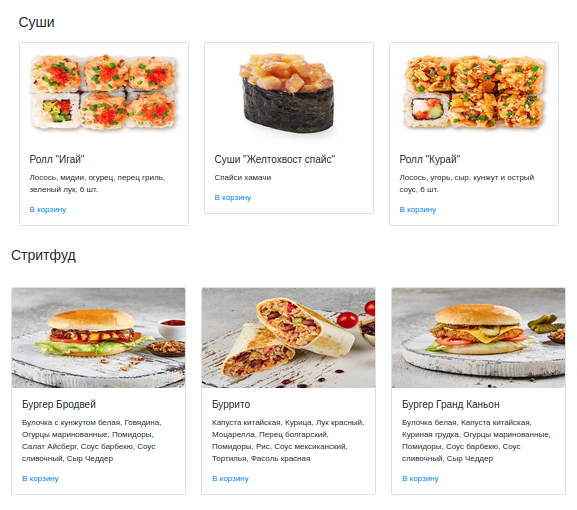 Суши
Ролл "Игай"
Лосось, мидии, огурец, перец гриль,
зеленый лук, 6 шт.
В корзину
Суши "Желтохвост спайс"
Спайси хамачи
В корзину
Ролл "Курай"
Лосось, угорь, сыр, кунжут и острый
соус, 6 шт.
В корзину
Стритфуд
Бургер Бродвей
Булочка с кунжутом белая, Говядина,
Огурцы маринованные, Помидоры,
Салат Айсберг, Соус барбекю, Соус
сливочный, Сыр Чеддер
В корзину
Буррито
Капуста китайская, Курица, Лук красный,
Моцарелла, Перец болгарский,
Помидоры, Рис, Соус мексиканский,
Тортилья, Фасоль красная
В корзину
Бургер Гранд Каньон
Булочка белая, Капуста китайская,
Куриная грудка, Огурцы маринованные,
Помидоры, Соус барбекю, Соус
сливочный, Сыр Чеддер
В корзину